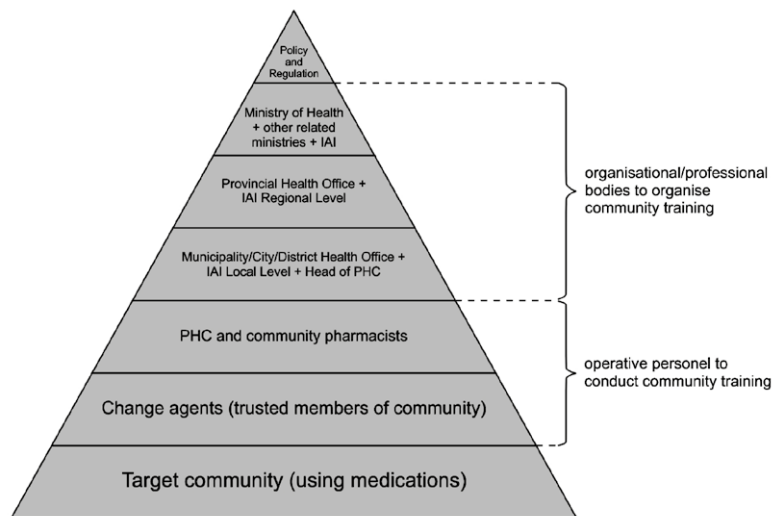 Policy
and
Regulation
Ministry of Health
+ other related
ministries + IAI
Provincial Health Office +
IAI Regional Level
Municipality/City/District Health Office +
IAI Local Level + Head of PHC
PHC and community pharmacists
Change agents (trusted members of community)
Target community (using medications)
organisational/professional
bodies to organise
community training
operative personel to
conduct community training